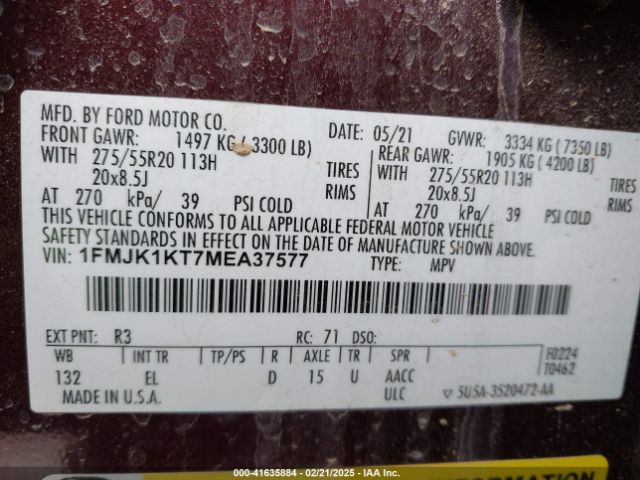 MFD. BY FORD MOTOR CO.
DATE: 05/21 GVWR: 3334 KG ( 7350 LB)
FRONT GAWR: 1497 KG ( 3300 LB)
REAR GAWR: 1905 KG ( 4200 LB)
WITH 275/55R20 113H TIRES
WITH 275/55R20 113H TIRES
20x8.5J RIMS
20x8.5J RIMS
AT 270 kPa/ 39 PSI COLD
AT 270 kPa/ 39 PSI COLD
THIS VEHICLE CONFORMS TO ALL APPLICABLE FEDERAL MOTOR VEHICLE
SAFETY STANDARDS IN EFFECT ON THE DATE OF MANUFACTURE SHOWN ABOVE.
VIN: 1FMJK1KT7MEA37577 TYPE: MPV
EXT PNT: R3 RC: 71 DSO:
WB INT TR TP/PS R AXLE TR SPR F0224
132 EL D 15 U AACC T0462
MADE IN U.S.A. ULC ▽ 5U5A-3520472-AA
INFORMATION
000-41635884 - 02/21/2025 - IAA Inc.